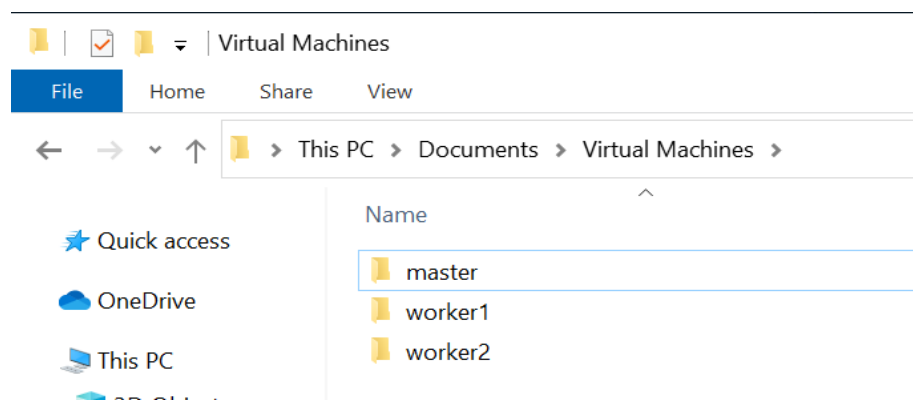 Virtual Machines
File Home Share View
This PC Documents Virtual Machines
Name
Quick access
master
OneDrive
worker1
This PC
worker2